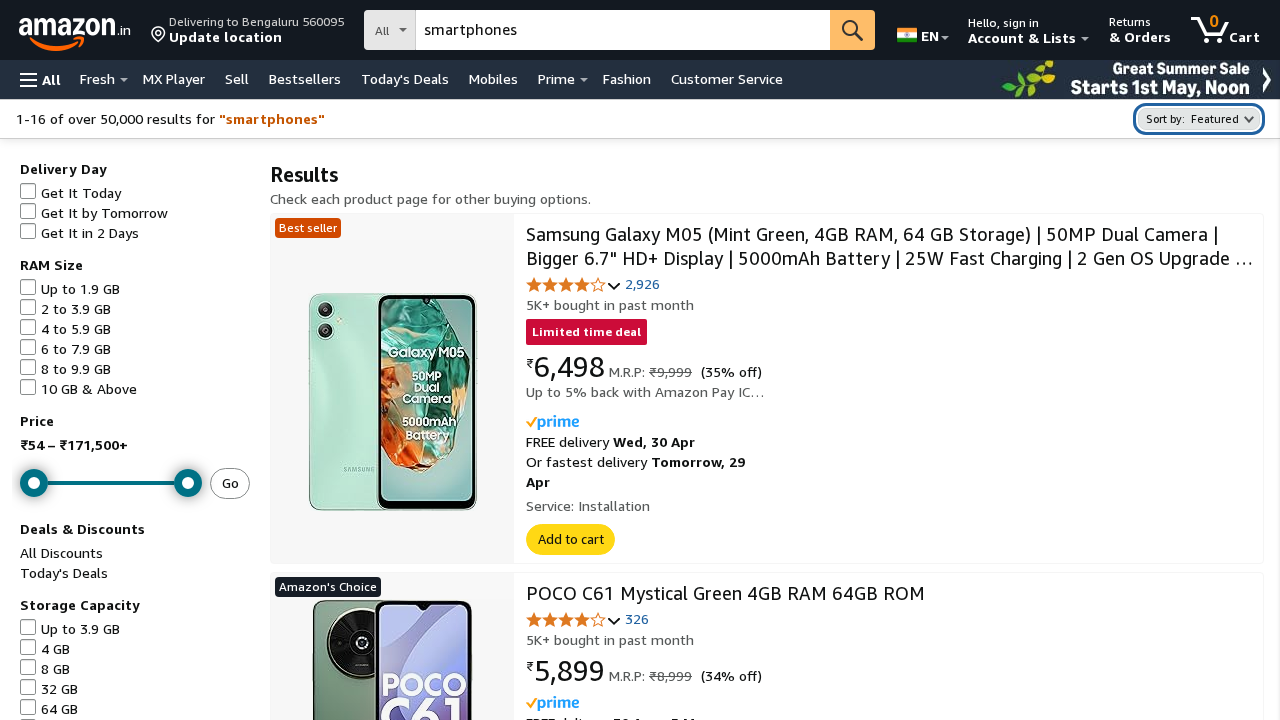 amazon.in
Delivering to Bengaluru 560095
Update location
All
smartphones
EN
Hello, sign in
Account & Lists
Returns
& Orders
0
Cart
All
Fresh
MX Player
Sell
Bestsellers
Today's Deals
Mobiles
Prime
Fashion
Customer Service
Great Summer Sale
Starts 1st May, Noon
1-16 of over 50,000 results for "smartphones"
Sort by: Featured
Delivery Day
Get It Today
Get It by Tomorrow
Get It in 2 Days
RAM Size
Up to 1.9 GB
2 to 3.9 GB
4 to 5.9 GB
6 to 7.9 GB
8 to 9.9 GB
10 GB & Above
Price
₹54 – ₹171,500+
Go
Deals & Discounts
All Discounts
Today's Deals
Storage Capacity
Up to 3.9 GB
4 GB
8 GB
32 GB
64 GB
Results
Check each product page for other buying options.
Best seller
Galaxy M05
50MP
Dual
Camera
5000mAh
Battery
SAMSUNG
Samsung Galaxy M05 (Mint Green, 4GB RAM, 64 GB Storage) | 50MP Dual Camera |
Bigger 6.7" HD+ Display | 5000mAh Battery | 25W Fast Charging | 2 Gen OS Upgrade …
2,926
5K+ bought in past month
Limited time deal
₹6,498 M.R.P: ₹9,999 (35% off)
Up to 5% back with Amazon Pay IC…
prime
FREE delivery Wed, 30 Apr
Or fastest delivery Tomorrow, 29
Apr
Service: Installation
Add to cart
Amazon's Choice
POCO
C61
POCO C61 Mystical Green 4GB RAM 64GB ROM
326
5K+ bought in past month
₹5,899 M.R.P: ₹8,999 (34% off)
prime